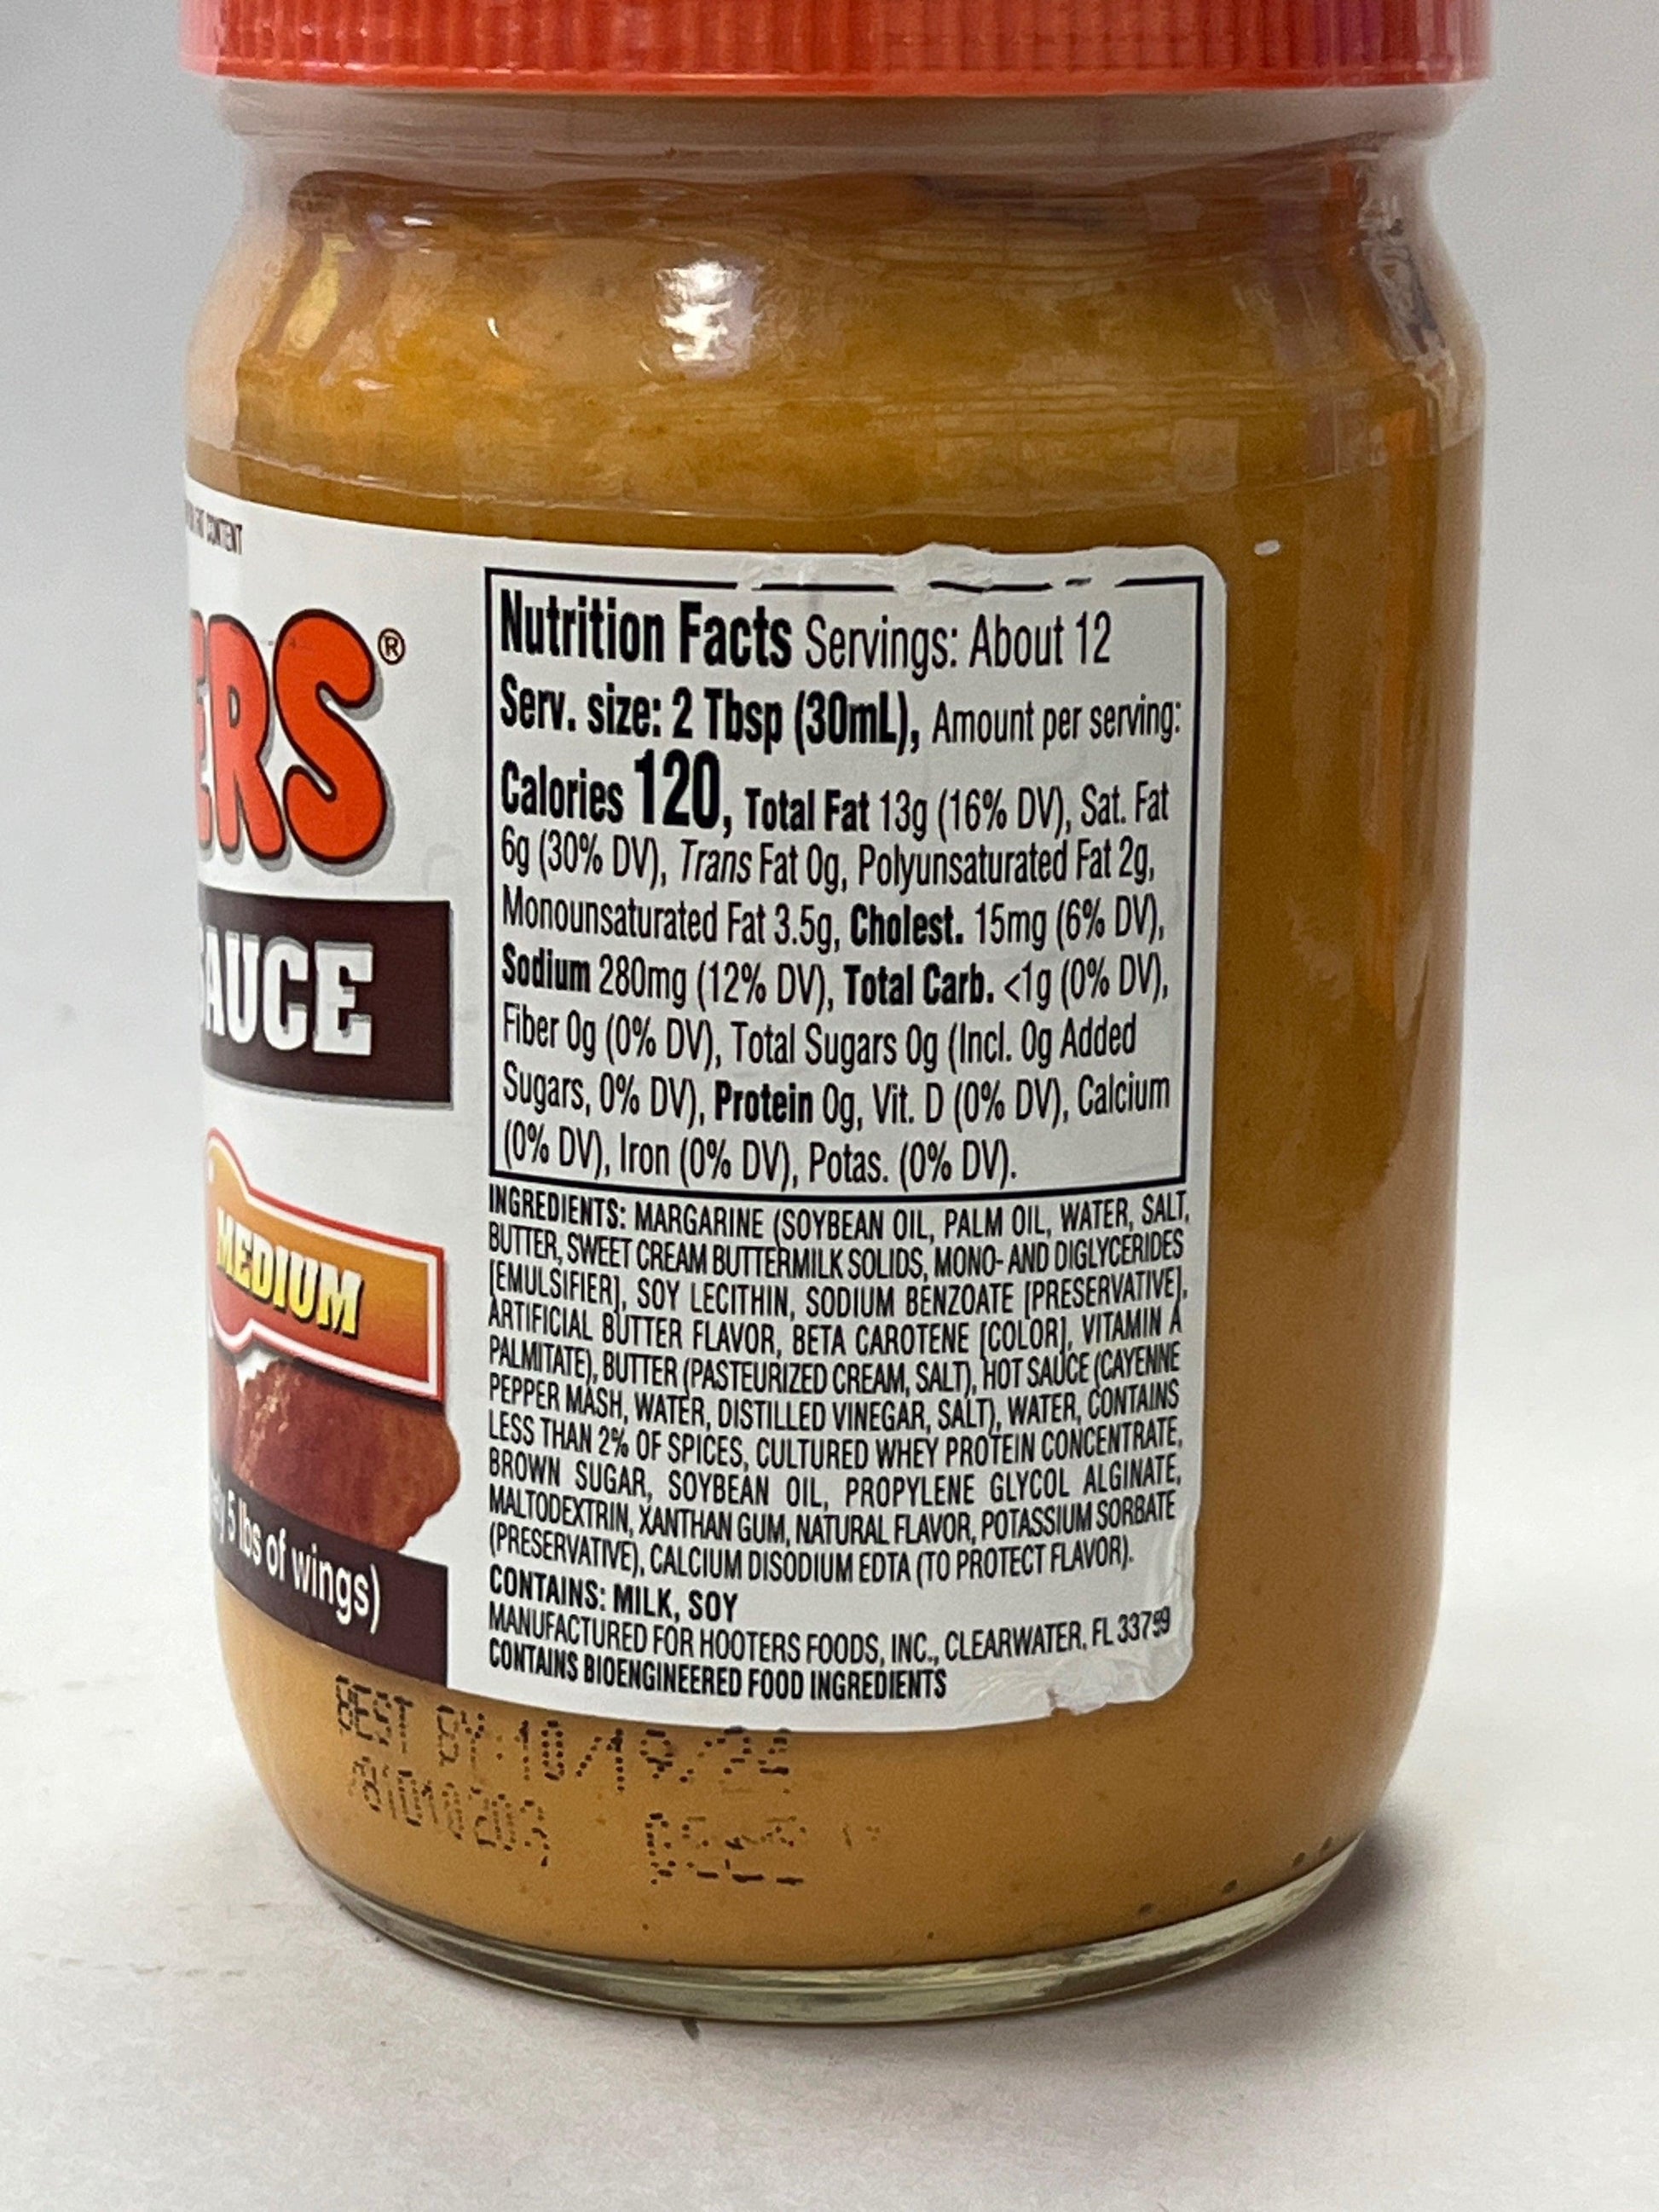 CONTENT
ERS®
SAUCE
MEDIUM
5 lbs of wings)
Nutrition Facts Servings: About 12
Serv. size: 2 Tbsp (30mL), Amount per serving:
Calories 120, Total Fat 13g (16% DV), Sat. Fat
6g (30% DV), Trans Fat 0g, Polyunsaturated Fat 2g,
Monounsaturated Fat 3.5g, Cholest. 15mg (6% DV),
Sodium 280mg (12% DV), Total Carb. <1g (0% DV),
Fiber 0g (0% DV), Total Sugars 0g (Incl. 0g Added
Sugars, 0% DV), Protein 0g, Vit. D (0% DV), Calcium
(0% DV), Iron (0% DV), Potas. (0% DV).
INGREDIENTS: MARGARINE (SOYBEAN OIL, PALM OIL, WATER, SALT,
BUTTER, SWEET CREAM BUTTERMILK SOLIDS, MONO- AND DIGLYCERIDES
[EMULSIFIER], SOY LECITHIN, SODIUM BENZOATE [PRESERVATIVE],
ARTIFICIAL BUTTER FLAVOR, BETA CAROTENE [COLOR], VITAMIN A
PALMITATE), BUTTER (PASTEURIZED CREAM, SALT), HOT SAUCE (CAYENNE
PEPPER MASH, WATER, DISTILLED VINEGAR, SALT), WATER, CONTAINS
LESS THAN 2% OF SPICES, CULTURED WHEY PROTEIN CONCENTRATE,
BROWN SUGAR, SOYBEAN OIL, PROPYLENE GLYCOL ALGINATE,
MALTODEXTRIN, XANTHAN GUM, NATURAL FLAVOR, POTASSIUM SORBATE
(PRESERVATIVE), CALCIUM DISODIUM EDTA (TO PROTECT FLAVOR).
CONTAINS: MILK, SOY
MANUFACTURED FOR HOOTERS FOODS, INC., CLEARWATER, FL 33759
CONTAINS BIOENGINEERED FOOD INGREDIENTS
BEST BY: